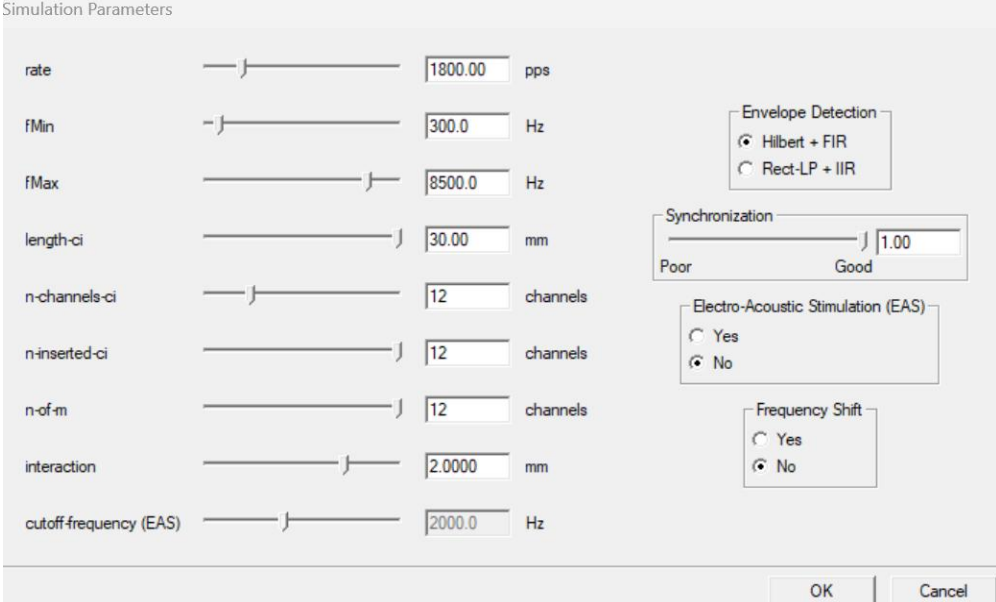 Simulation Parameters
rate 1800.00 pps
fMin 300.0 Hz
fMax 8500.0 Hz
length-ci 30.00 mm
n-channels-ci 12 channels
n-inserted-ci 12 channels
n-of-m 12 channels
interaction 2.0000 mm
cutoff-frequency (EAS) 2000.0 Hz
Envelope Detection
Hilbert + FIR
Rect-LP + IIR
Synchronization
1.00
Poor Good
Electro-Acoustic Stimulation (EAS)
Yes
No
Frequency Shift
Yes
No
OK Cancel